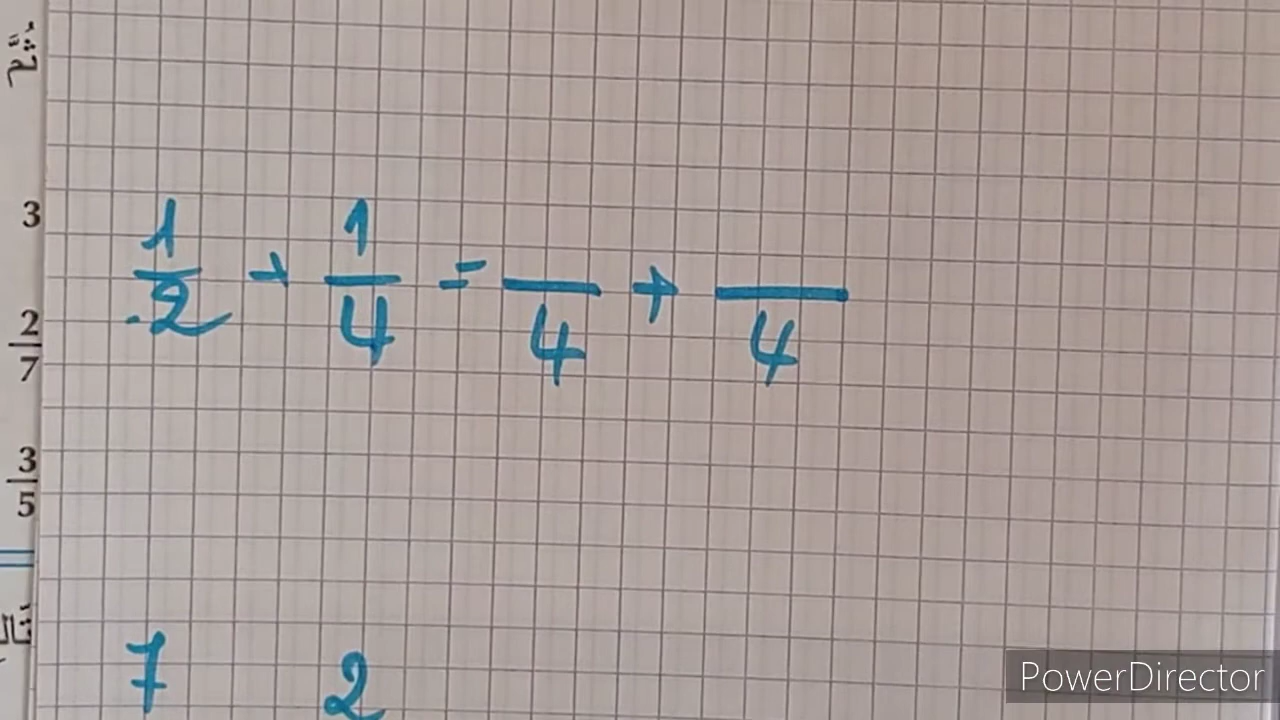 3
1/2 + 1/4 = /4 + /4
2/7
3/5
7 2
PowerDirector